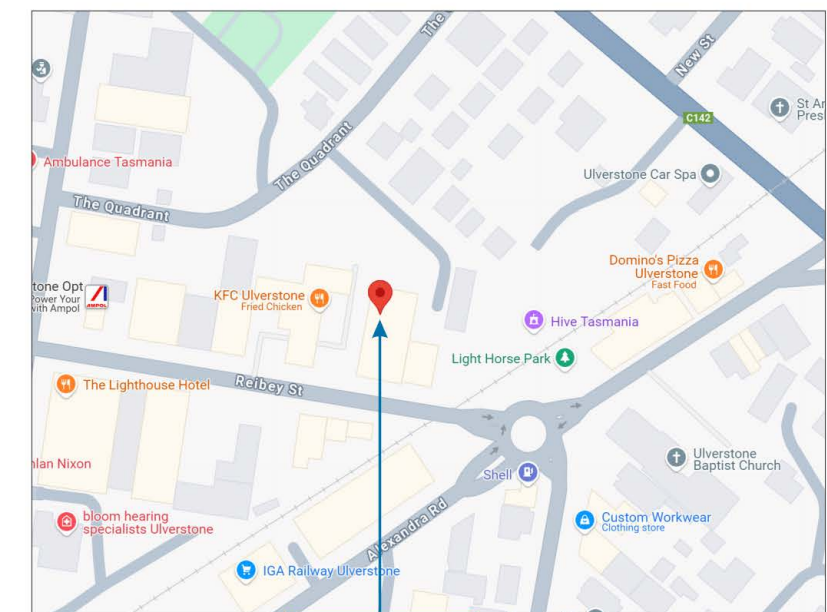 The
New St
C142
St Ar
Pres
Ambulance Tasmania
The Quadrant
Ulverstone Car Spa
The Quadrant
Domino's Pizza
Ulverstone
Fast Food
tone Opt
Power Your
with Ampol
AMPOL
KFC Ulverstone
Fried Chicken
Hive Tasmania
Light Horse Park
Reibey St
The Lighthouse Hotel
nlan Nixon
Shell
Ulverstone
Baptist Church
bloom hearing
specialists Ulverstone
Alexandra Rd
Custom Workwear
Clothing store
IGA Railway Ulverstone